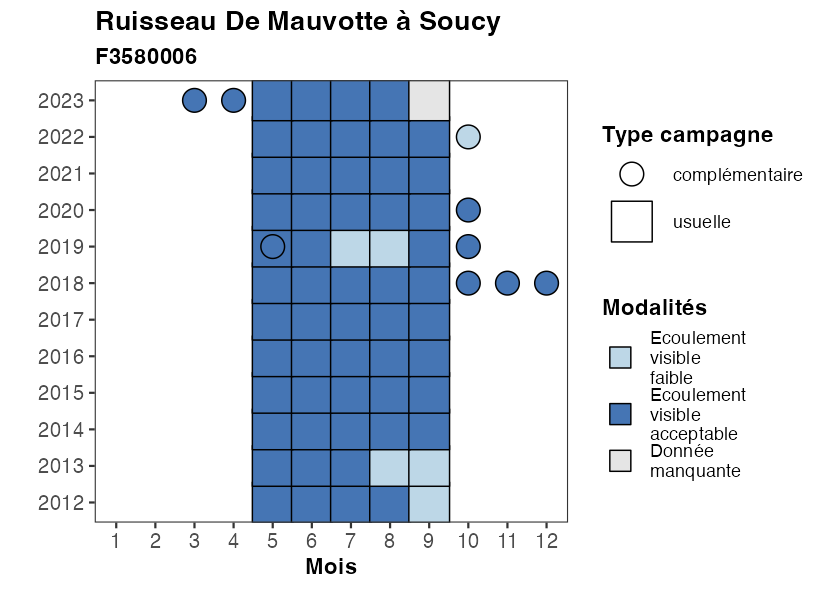 Ruisseau De Mauvotte à Soucy
F3580006
2023
2022
2021
2020
2019
2018
2017
2016
2015
2014
2013
2012
1 2 3 4 5 6 7 8 9 10 11 12
Mois
Type campagne
complémentaire
usuelle
Modalités
Ecoulement
visible
faible
Ecoulement
visible
acceptable
Donnée
manquante